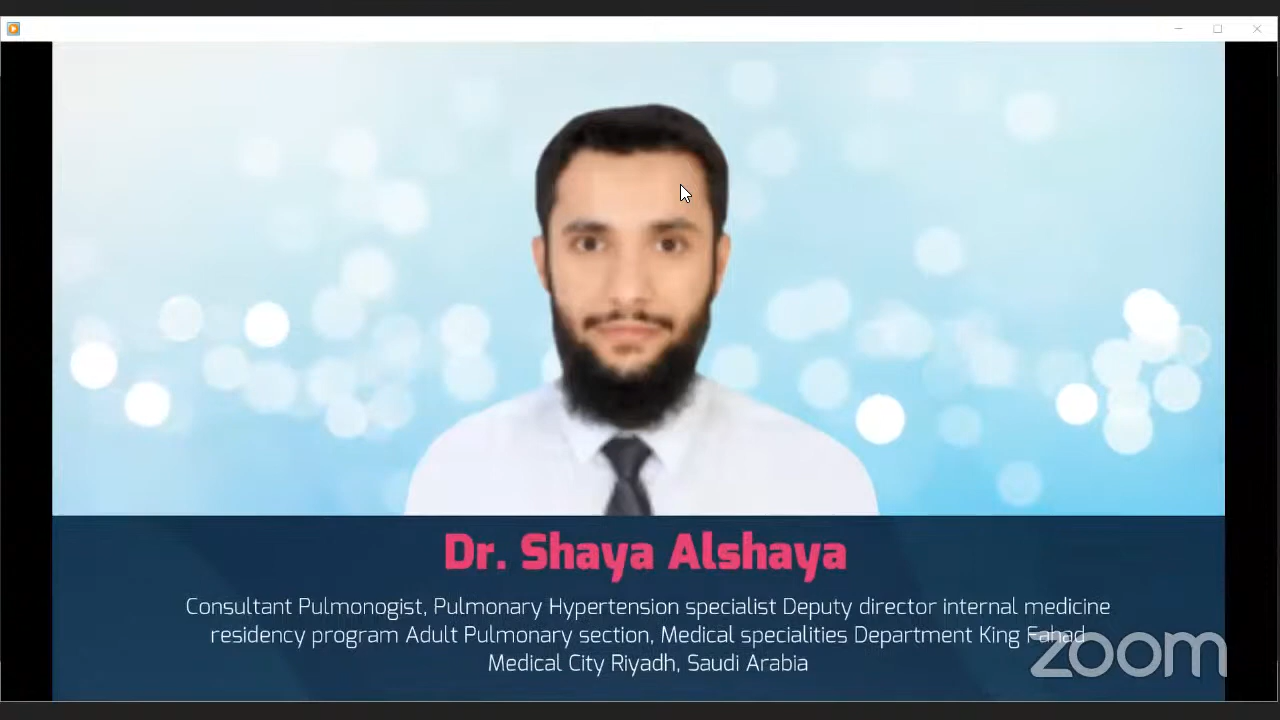 Dr. Shaya Alshaya
Consultant Pulmonogist, Pulmonary Hypertension specialist Deputy director internal medicine
residency program Adult Pulmonary section, Medical specialities Department King Fahad
Medical City Riyadh, Saudi Arabia
zoom